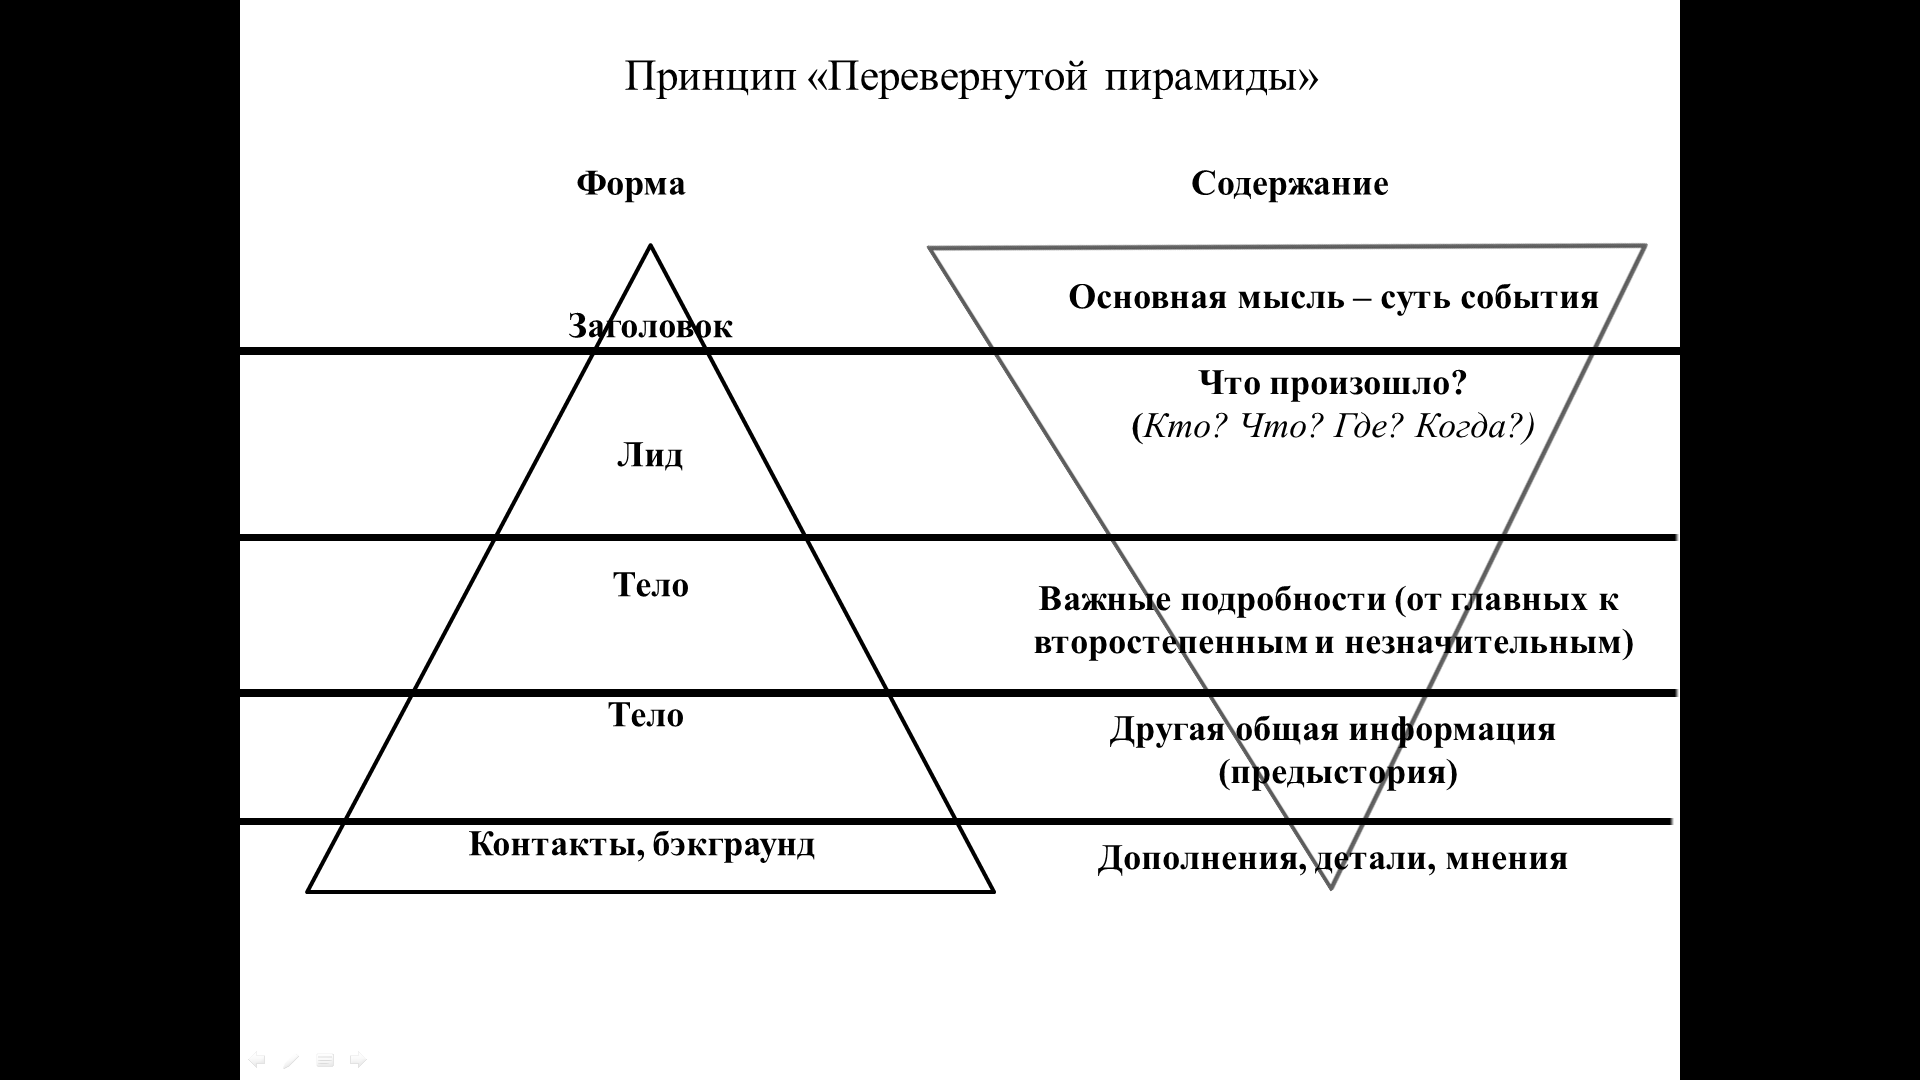 Принцип «Перевернутой пирамиды»
Форма
Содержание
Заголовок
Основная мысль – суть события
Лид
Что произошло?
(Кто? Что? Где? Когда?)
Тело
Важные подробности (от главных к
второстепенным и незначительным)
Тело
Другая общая информация
(предыстория)
Контакты, бэкграунд
Дополнения, детали, мнения